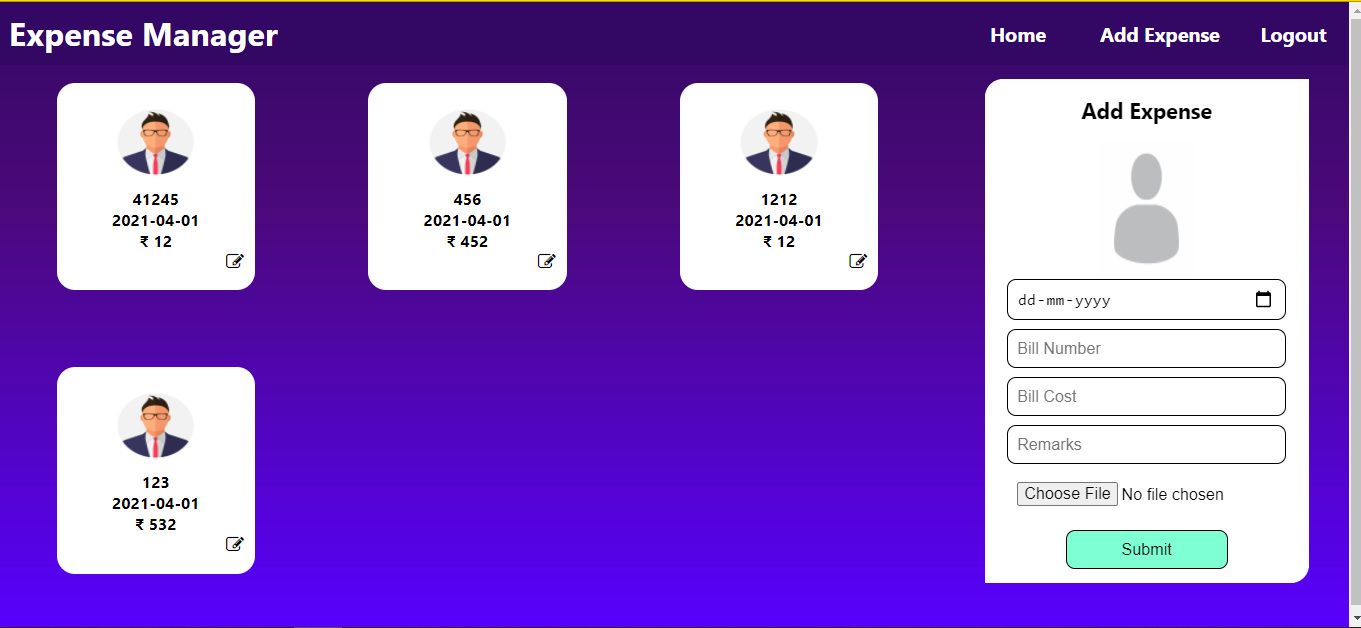 Expense Manager
Home
Add Expense
Logout
41245
2021-04-01
₹ 12
456
2021-04-01
₹ 452
1212
2021-04-01
₹ 12
123
2021-04-01
₹ 532
Add Expense
dd-mm-yyyy
Bill Number
Bill Cost
Remarks
Choose File No file chosen
Submit